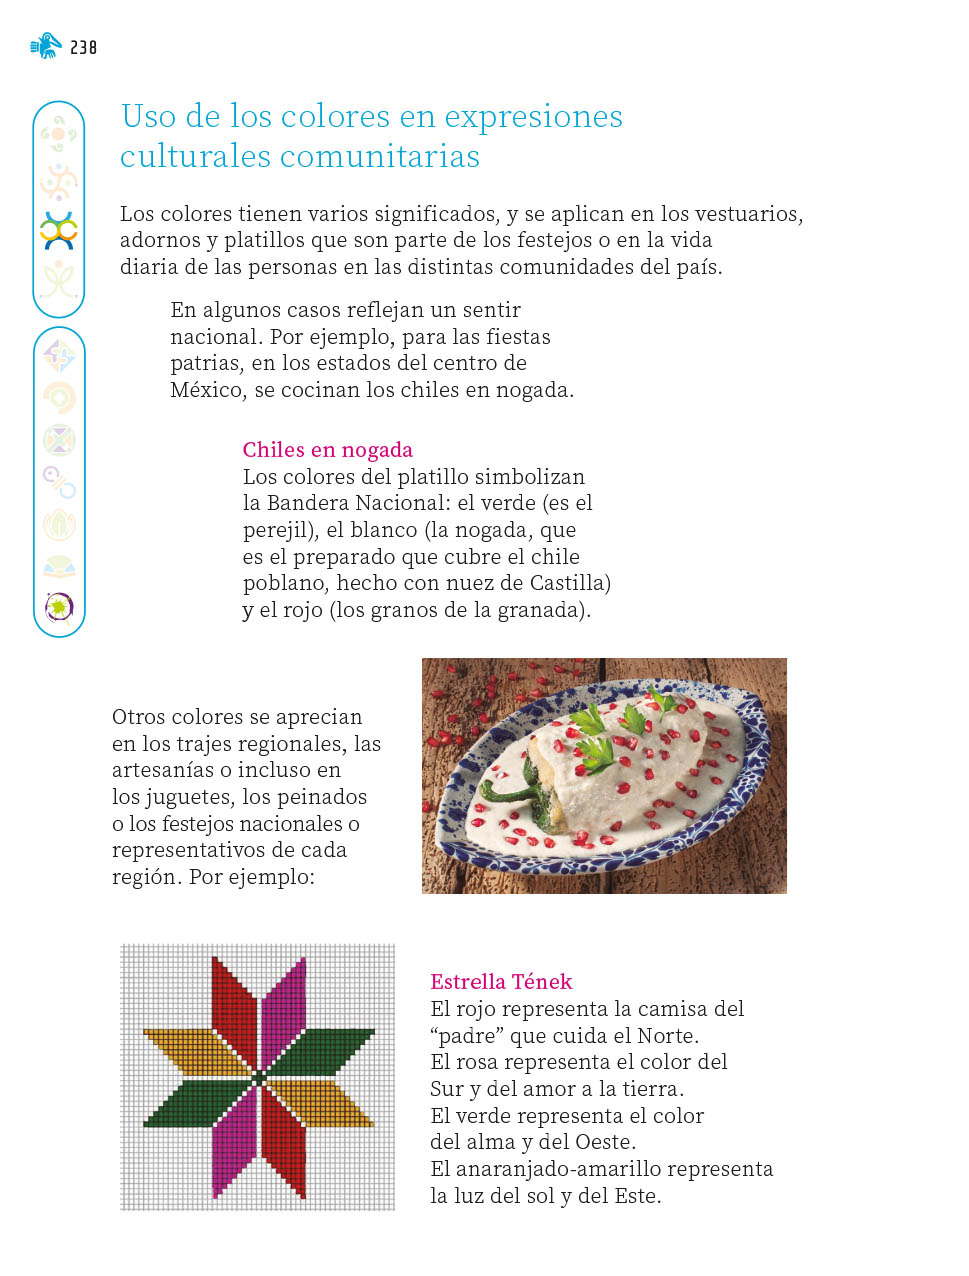 238
Uso de los colores en expresiones
culturales comunitarias
Los colores tienen varios significados, y se aplican en los vestuarios,
adornos y platillos que son parte de los festejos o en la vida
diaria de las personas en las distintas comunidades del país.
En algunos casos reflejan un sentir
nacional. Por ejemplo, para las fiestas
patrias, en los estados del centro de
México, se cocinan los chiles en nogada.
Chiles en nogada
Los colores del platillo simbolizan
la Bandera Nacional: el verde (es el
perejil), el blanco (la nogada, que
es el preparado que cubre el chile
poblano, hecho con nuez de Castilla)
y el rojo (los granos de la granada).
Otros colores se aprecian
en los trajes regionales, las
artesanías o incluso en
los juguetes, los peinados
o los festejos nacionales o
representativos de cada
región. Por ejemplo:
Estrella Tének
El rojo representa la camisa del
“padre” que cuida el Norte.
El rosa representa el color del
Sur y del amor a la tierra.
El verde representa el color
del alma y del Oeste.
El anaranjado-amarillo representa
la luz del sol y del Este.